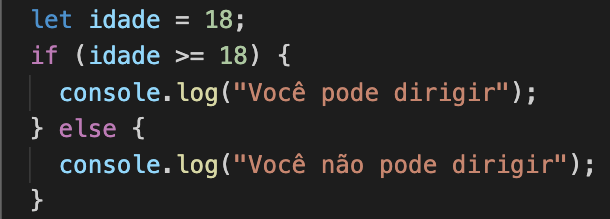 let idade = 18;
if (idade >= 18) {
  console.log("Você pode dirigir");
} else {
  console.log("Você não pode dirigir");
}